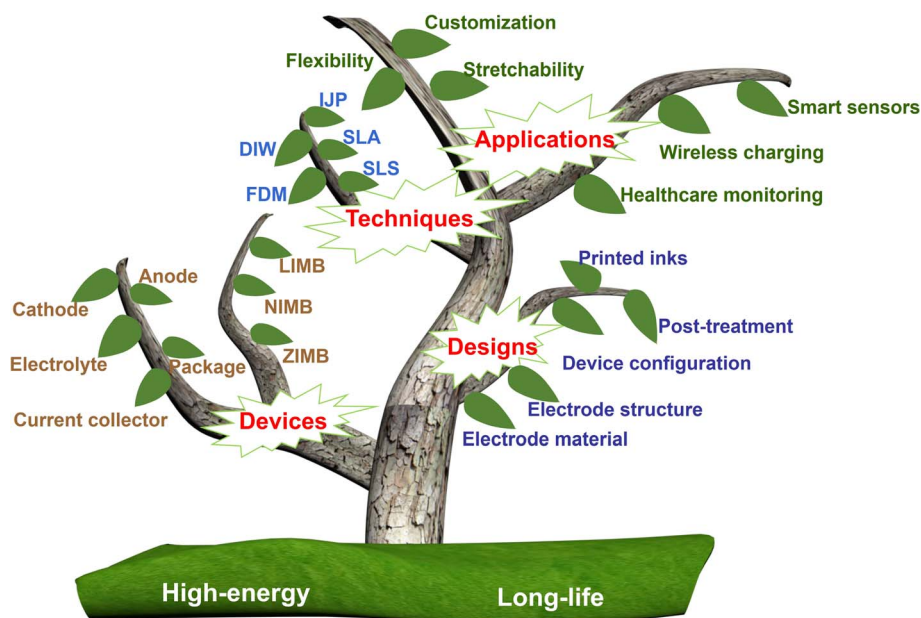 Customization
Flexibility
Stretchability
IJP
Smart sensors
DIW
SLA
Applications
Wireless charging
SLS
FDM
Healthcare monitoring
Techniques
LIMB
Printed inks
Anode
Cathode
NIMB
Post-treatment
Designs
ZIMB
Electrolyte
Package
Device configuration
Current collector
Devices
Electrode structure
Electrode material
High-energy
Long-life